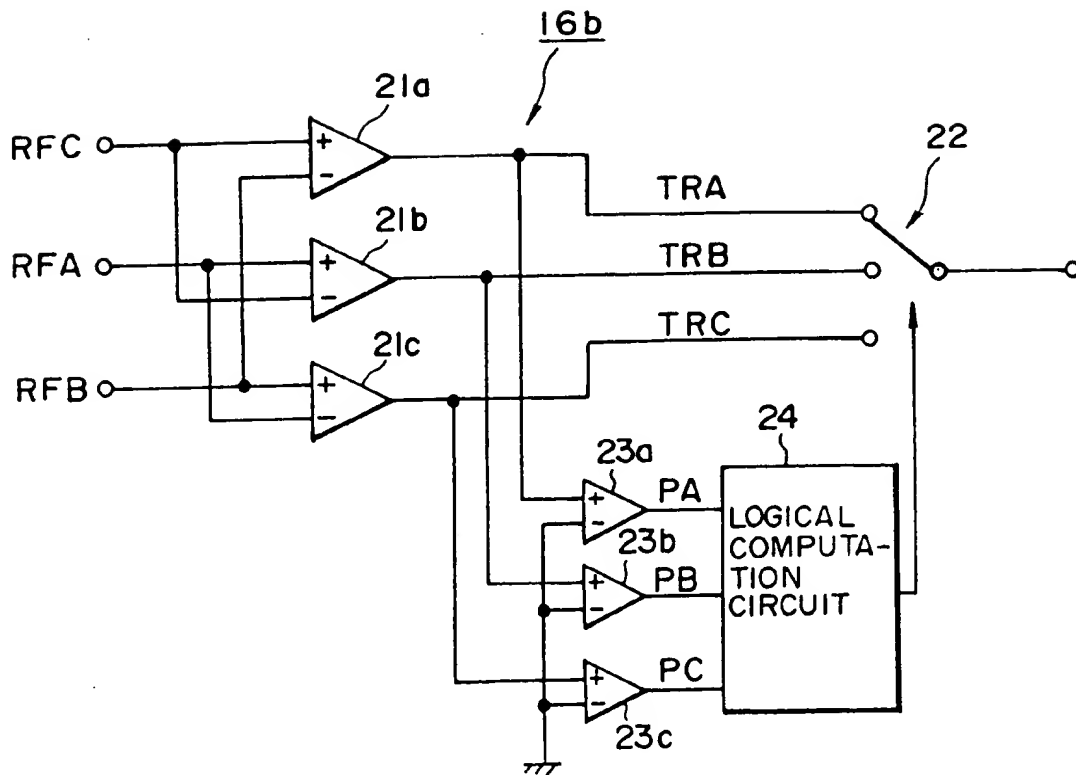 16b
21a
RFC
+
-
22
TRA
21b
RFA
+
-
TRB
21c
TRC
RFB
+
-
24
23a
PA
+
-
LOGICAL
COMPUTA-
TION
CIRCUIT
23b
PB
+
-
PC
+
-
23c